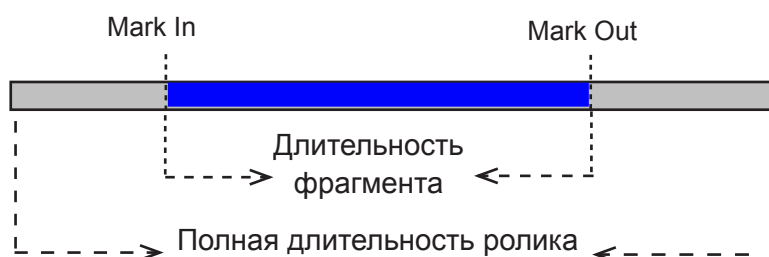 Mark In
Mark Out
Длительность
фрагмента
Полная длительность ролика